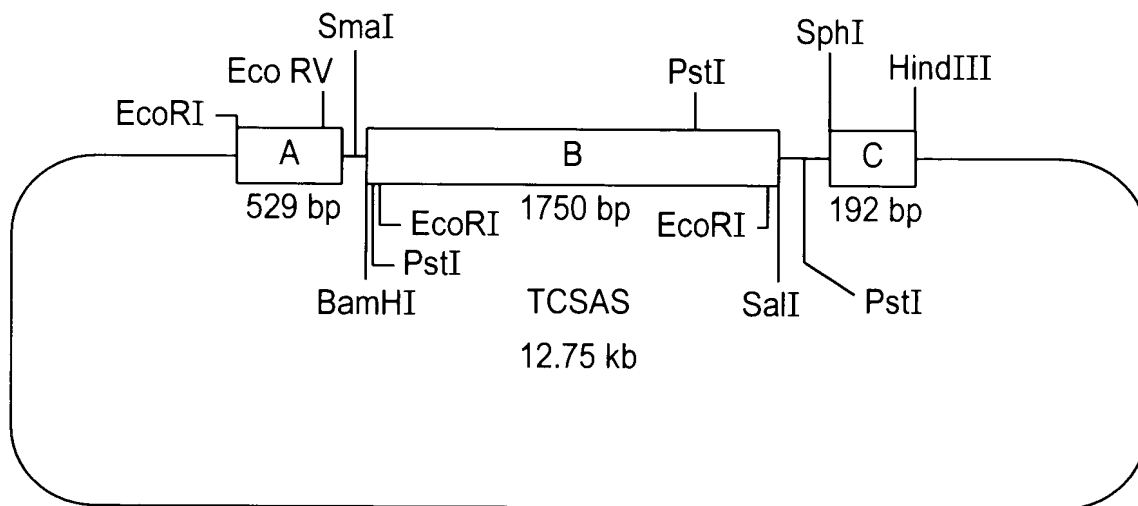 SmaI
SphI
Eco RV
PstI
HindIII
EcoRI
A
B
C
529 bp
1750 bp
192 bp
EcoRI
EcoRI
PstI
BamHI
TCSAS
SalI
PstI
12.75 kb